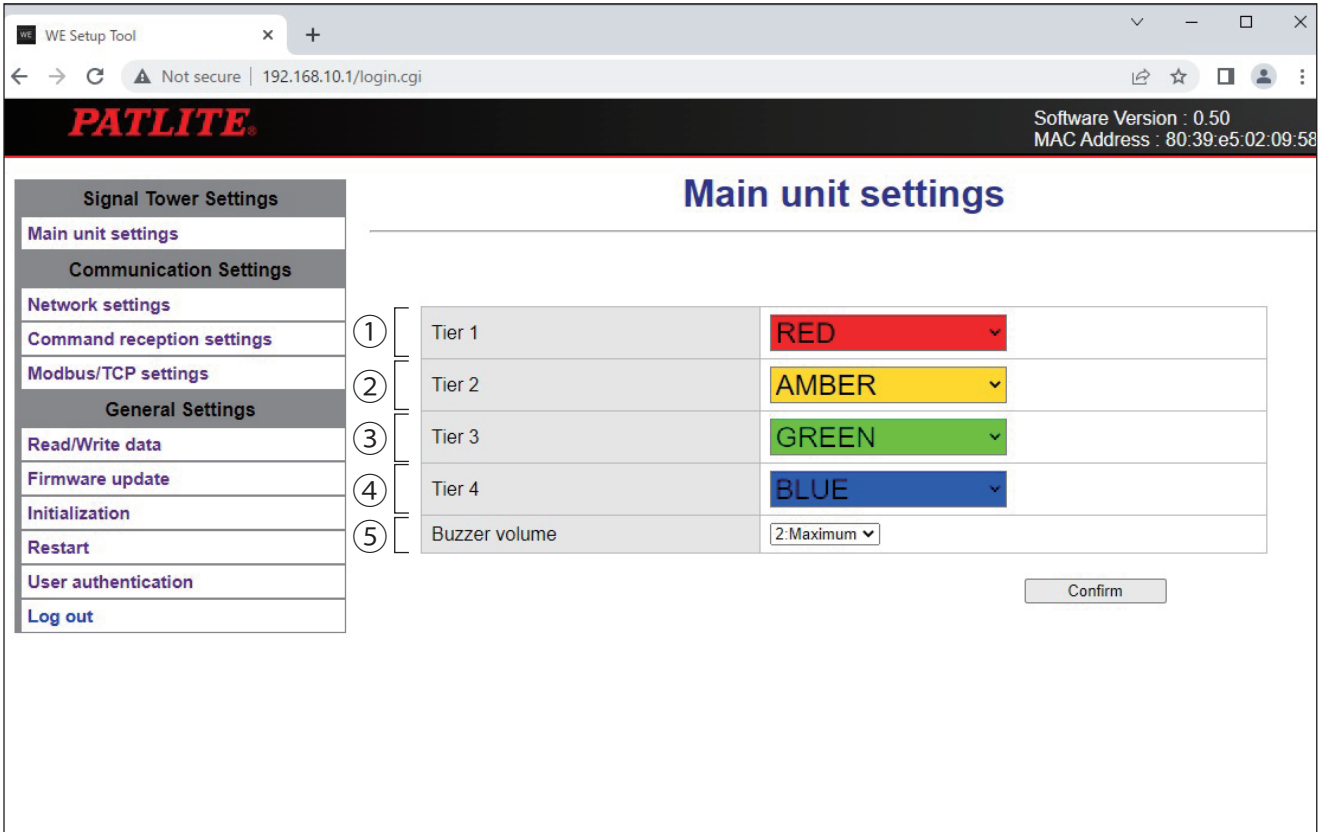 WE WE Setup Tool
Not secure 192.168.10.1/login.cgi
PATLITE®
Software Version : 0.50
MAC Address : 80:39:e5:02:09:58
Signal Tower Settings
Main unit settings
Communication Settings
Network settings
Command reception settings
Modbus/TCP settings
General Settings
Read/Write data
Firmware update
Initialization
Restart
User authentication
Log out
Main unit settings
① Tier 1 RED
② Tier 2 AMBER
③ Tier 3 GREEN
④ Tier 4 BLUE
⑤ Buzzer volume 2:Maximum
Confirm